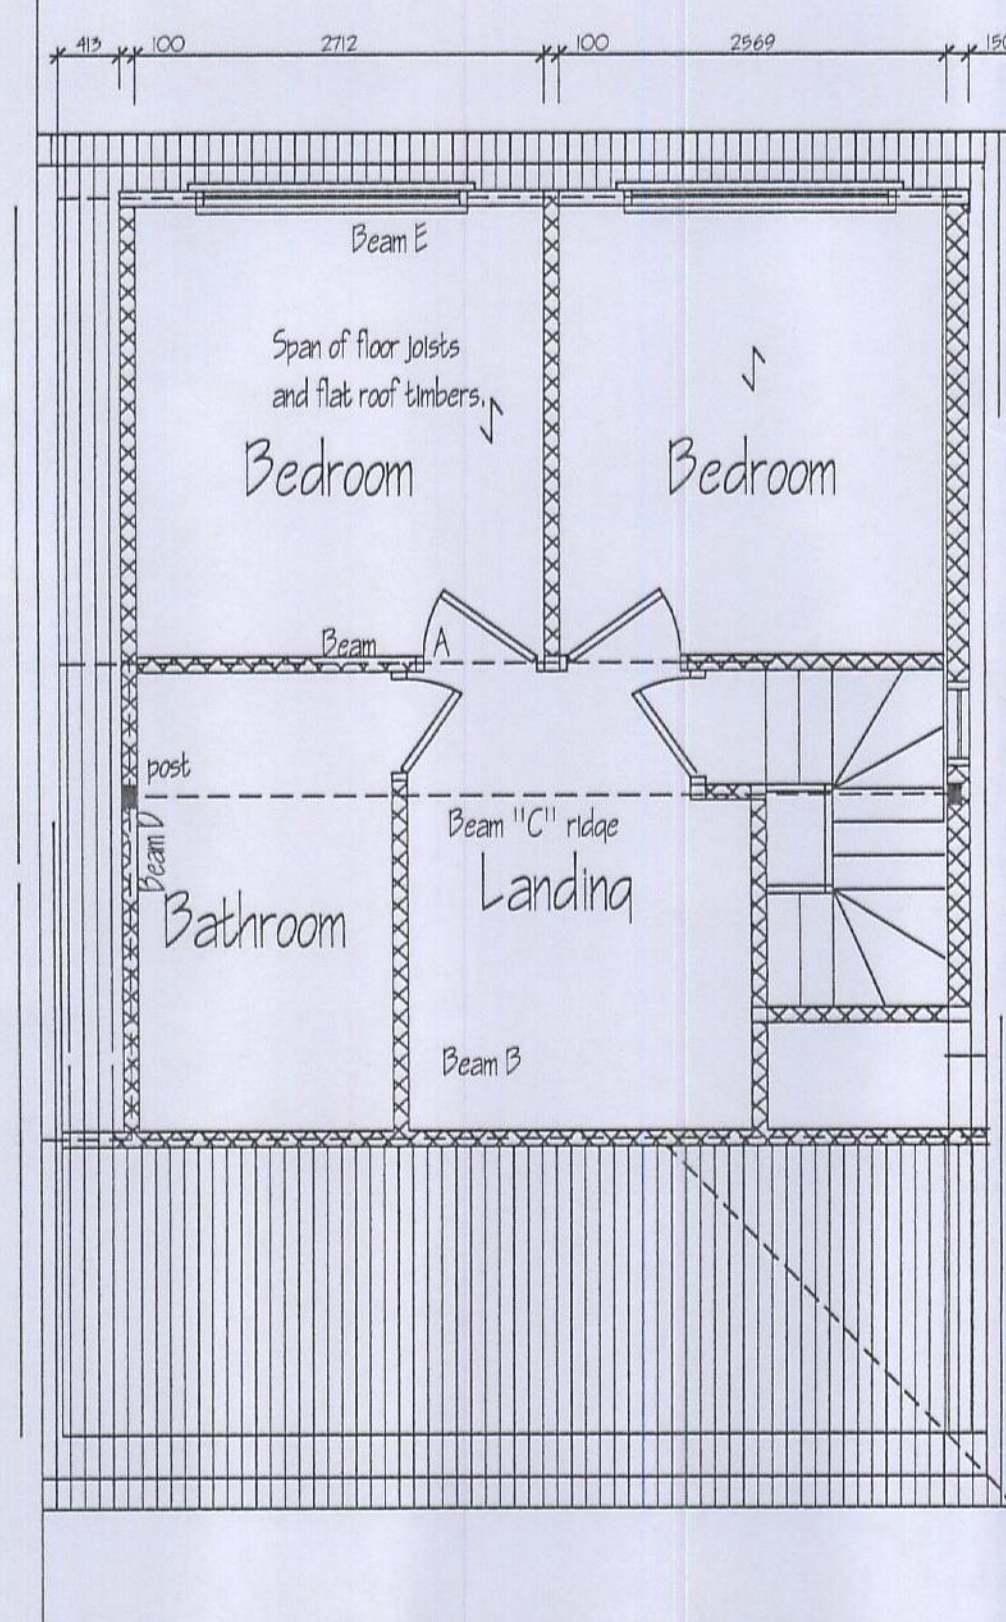 413 100 2712 100 2569
Beam E
Span of floor joists
and flat roof timbers.
Bedroom
Bedroom
Beam A
post
Beam "C" ridge
Beam D
Landing
Bathroom
Beam B